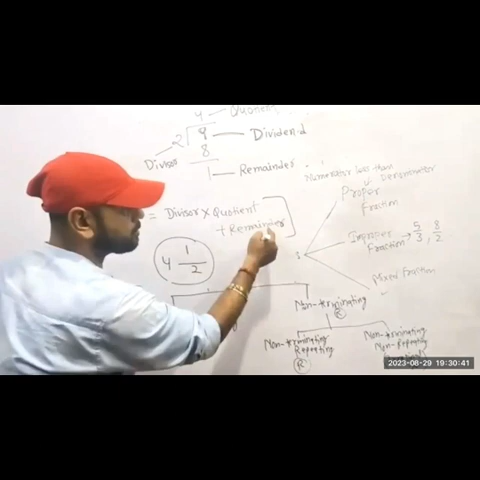 4 — Quotient
2 9 — Dividend
8
Divisor 1 — Remainder
= Divisor × Quotient
+ Remainder
4 1/2
Numerator less than
Denominator
Proper
fraction
Improper
fraction → 5/3, 8/2
Mixed fraction
Non-terminating
Non-terminating
Repeating
R
Non-terminating
Non-Repeating
2023-08-29 19:30:41